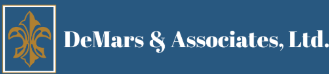 DeMars & Associates, Ltd.